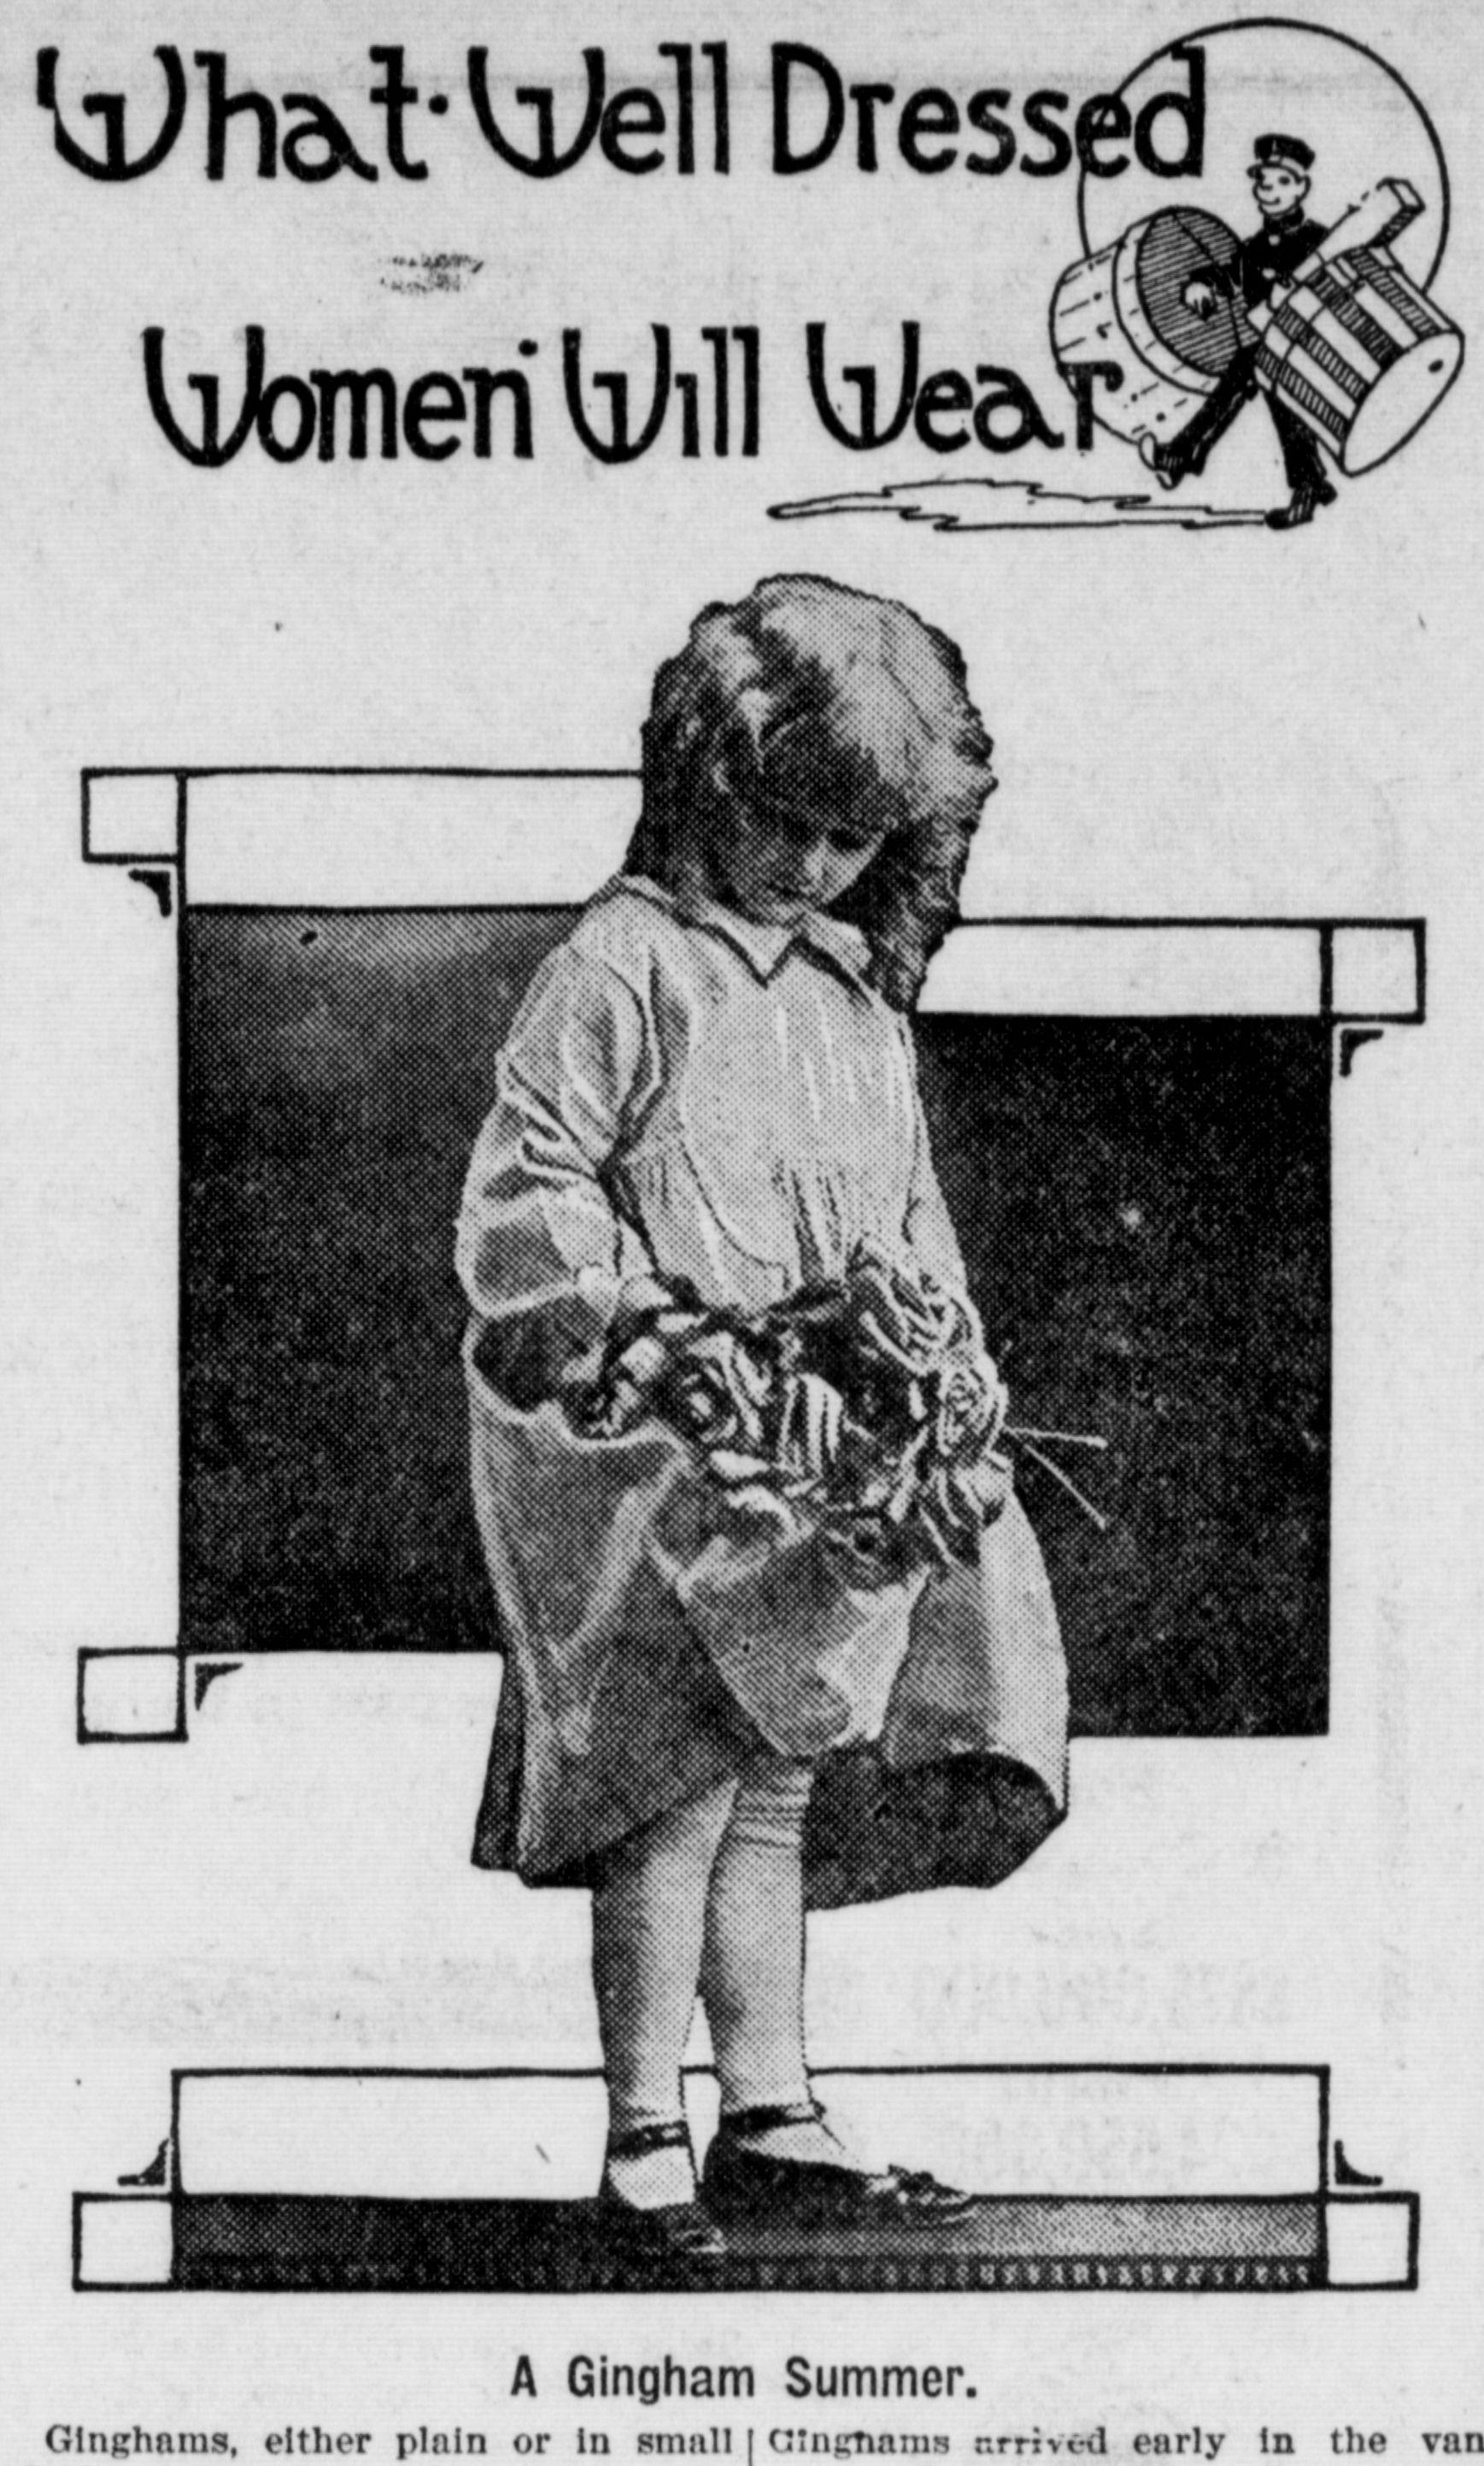 What Well Dressed
Women Will Wear
A Gingham Summer.
Ginghams, either plain or in small
Ginghams arrived early in the van